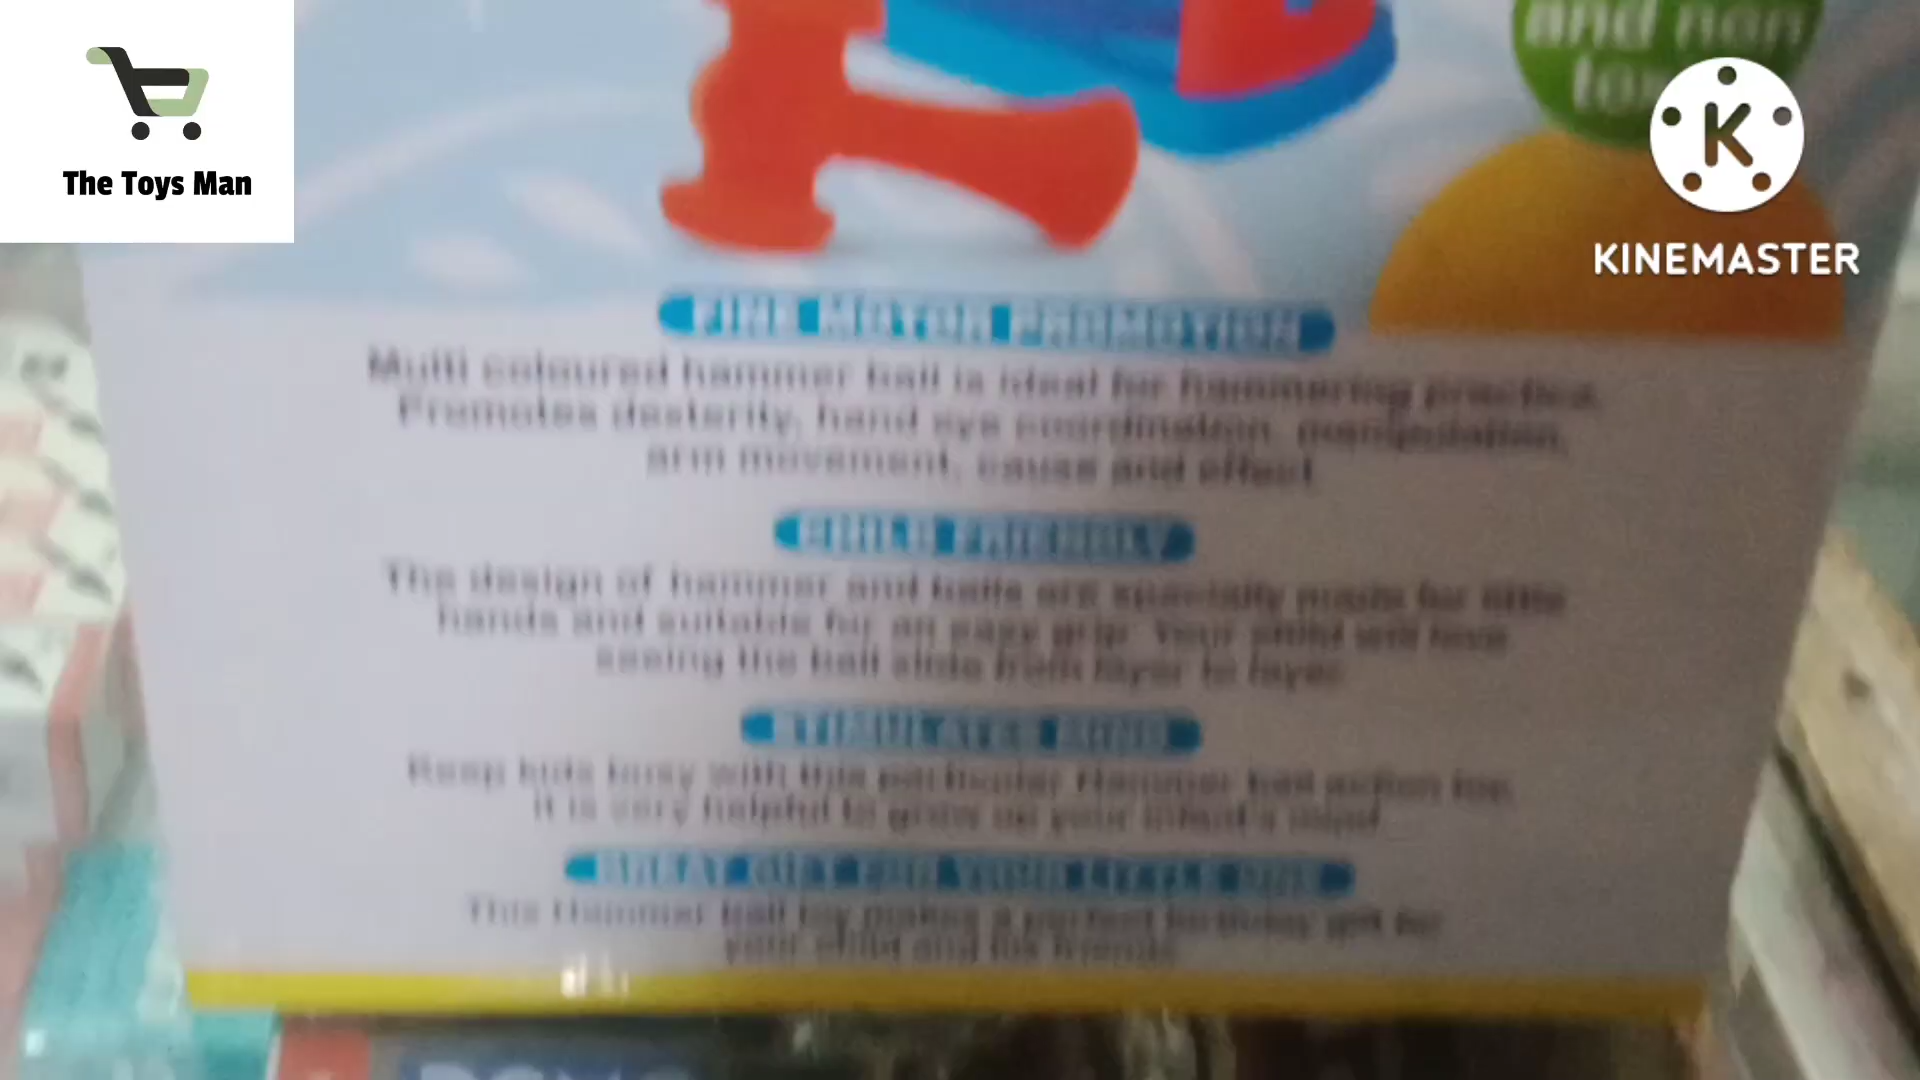 The Toys Man
and non
K
KINEMASTER
FINE MOTOR PROMOTION
Multi coloured hammer ball is ideal for hammering practice.
Promotes dexterity, hand eye coordination, manipulation,
arm movement, cause and effect
CHILD FRIENDLY
The design of hammer and balls are specially made for little
hands and suitable for an easy grip. Your child will love
seeing the ball slide from layer to layer
STIMULATES MIND
Keep kids busy with this particular Hammer ball action toy,
it is very helpful to grow up your infant's mind
GREAT GIFT FOR YOUR LITTLE ONE
This Hammer ball toy makes a perfect birthday gift for
your child and his friends